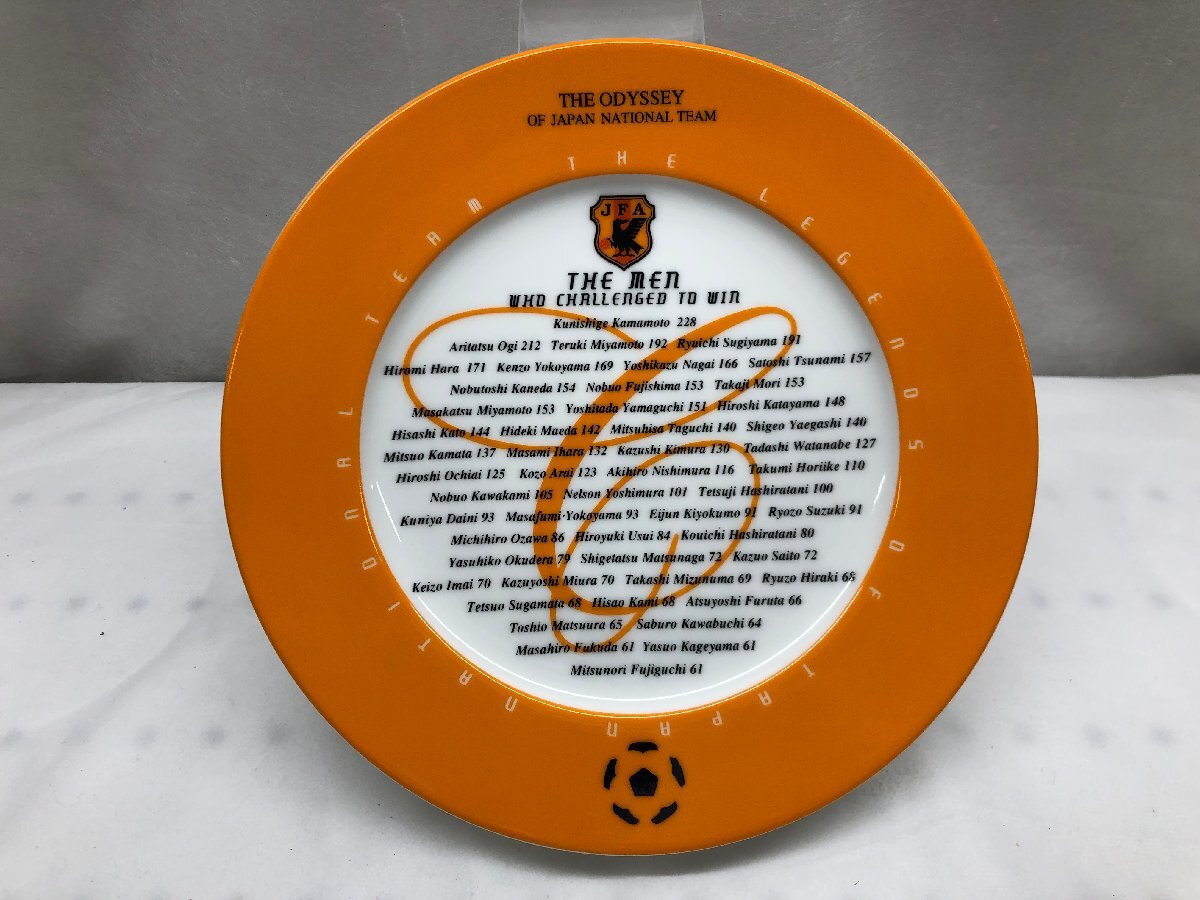 THE ODYSSEY
OF JAPAN NATIONAL TEAM
THE LEGENDS OF JAPAN NATIONAL TEAM
JFA
THE MEN
WHO CHALLENGED TO WIN
Kunishige Kamamoto 228
Aritatsu Ogi 212 Teruki Miyamoto 192 Ryuichi Sugiyama 191
Hiromi Hara 171 Kenzo Yokoyama 169 Yoshikazu Nagai 166 Satoshi Tsunami 157
Nobutoshi Kaneda 154 Nobuo Fujishima 153 Takaji Mori 153
Masakatsu Miyamoto 153 Yoshitada Yamaguchi 151 Hiroshi Katayama 148
Hisashi Kato 144 Hideki Maeda 142 Mitsuhisa Taguchi 140 Shigeo Yaegashi 140
Mitsuo Kamata 137 Masami Ihara 132 Kazushi Kimura 130 Tadashi Watanabe 127
Hiroshi Ochiai 125 Kozo Arai 123 Akihiro Nishimura 116 Takumi Horiike 110
Nobuo Kawakami 105 Nelson Yoshimura 101 Tetsuji Hashiratani 100
Kuniya Daini 93 Masafumi Yokoyama 93 Eijun Kiyokumo 91 Ryozo Suzuki 91
Michihiro Ozawa 86 Hiroyuki Usui 84 Kouichi Hashiratani 80
Yasuhiko Okudera 79 Shigetatsu Matsunaga 72 Kazuo Saito 72
Keizo Imai 70 Kazuyoshi Miura 70 Takashi Mizunuma 69 Ryuzo Hiraki 68
Tetsuo Sugamata 68 Hisao Kami 68 Atsuyoshi Furuta 66
Toshio Matsuura 65 Saburo Kawabuchi 64
Masahiro Fukuda 61 Yasuo Kageyama 61
Mitsunori Fujiguchi 61